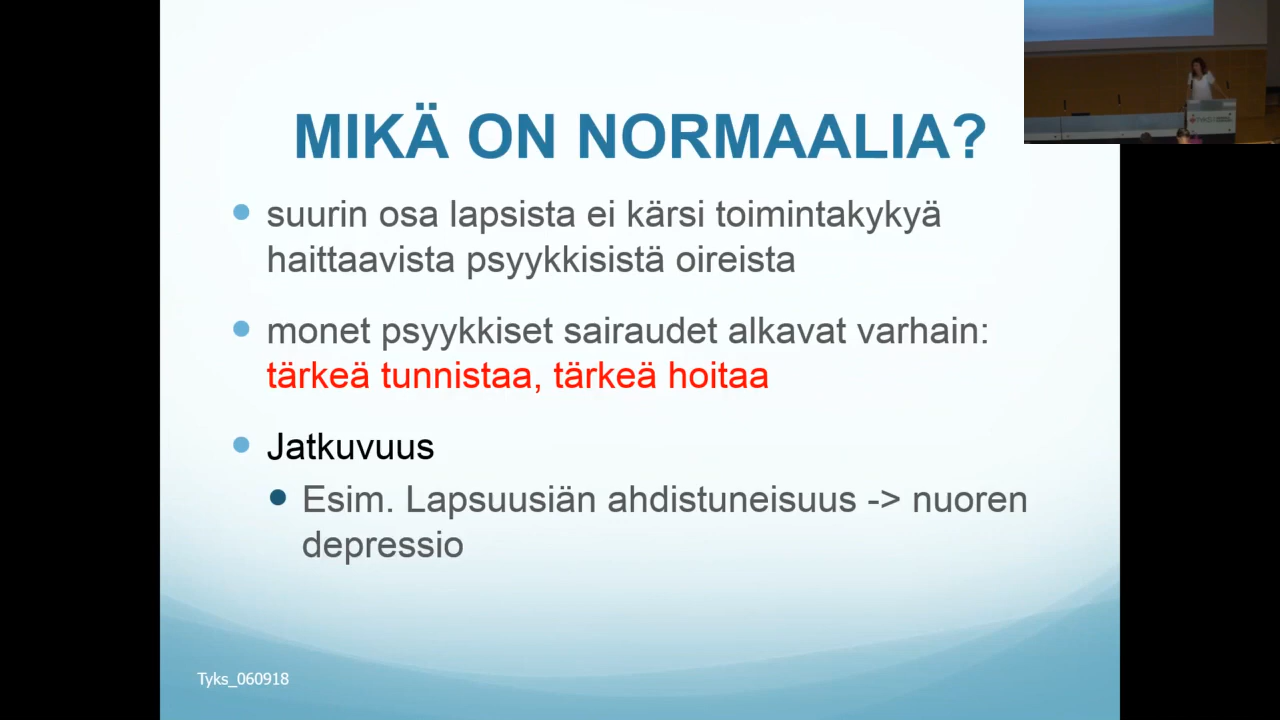 MIKÄ ON NORMAALIA?
suurin osa lapsista ei kärsi toimintakykyä
haittaavista psyykkisistä oireista
monet psyykkiset sairaudet alkavat varhain:
tärkeä tunnistaa, tärkeä hoitaa
Jatkuvuus
Esim. Lapsuusiän ahdistuneisuus -> nuoren
depressio
Tyks_060918